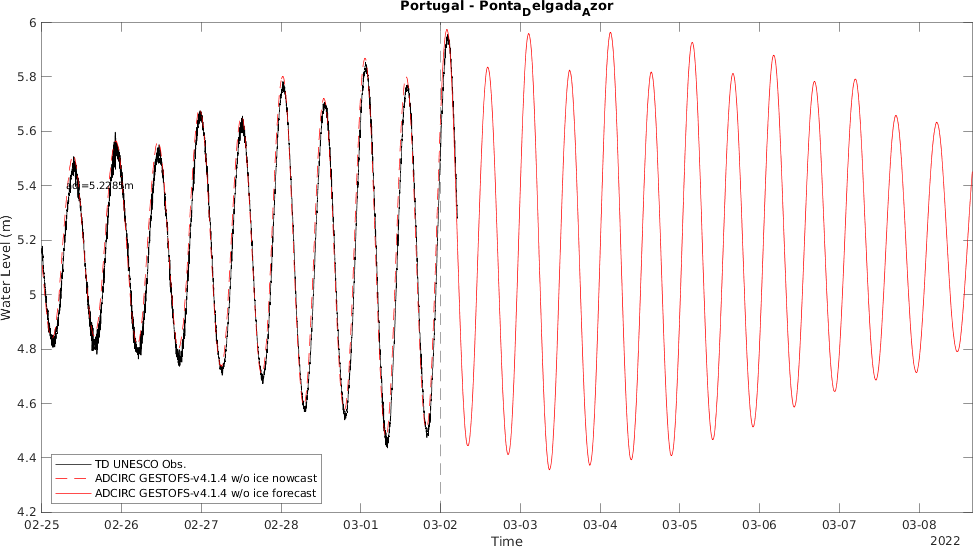 Portugal - Ponta_Delgada_Azor
6
5.8
5.6
5.4
5.2
5
4.8
4.6
4.4
4.2
Water Level (m)
adj=5.2285m
TD UNESCO Obs.
ADCIRC GESTOFS-v4.1.4 w/o ice nowcast
ADCIRC GESTOFS-v4.1.4 w/o ice forecast
02-25 02-26 02-27 02-28 03-01 03-02 03-03 03-04 03-05 03-06 03-07 03-08
Time
2022